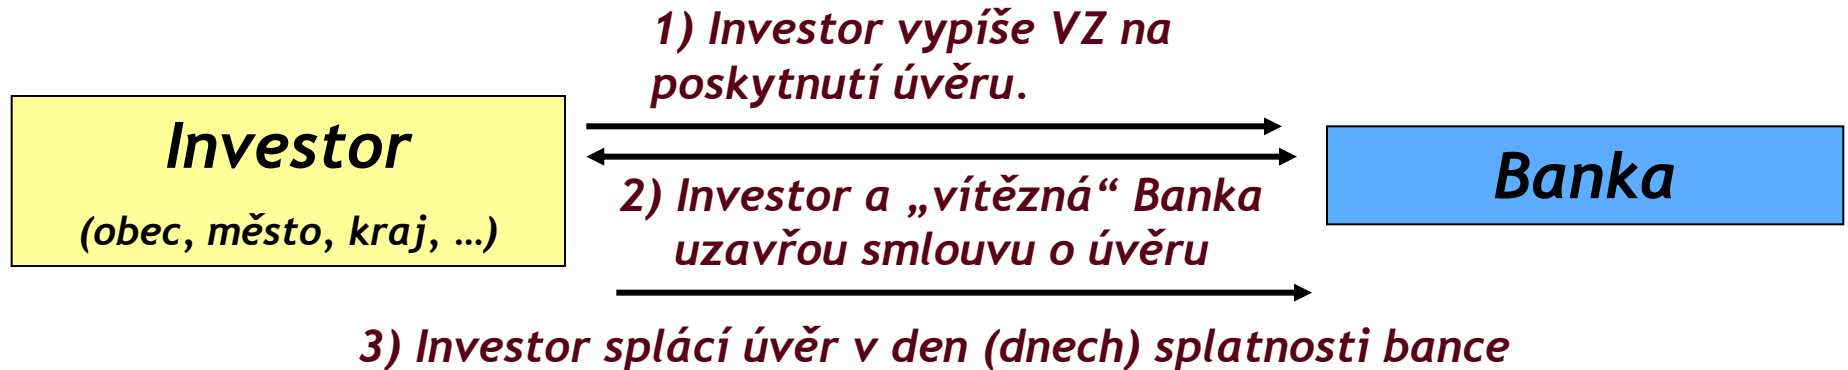 1) Investor vypíše VZ na
poskytnutí úvěru.
Investor
(obec, město, kraj, …)
Banka
2) Investor a „vítězná“ Banka
uzavřou smlouvu o úvěru
3) Investor splácí úvěr v den (dnech) splatnosti bance